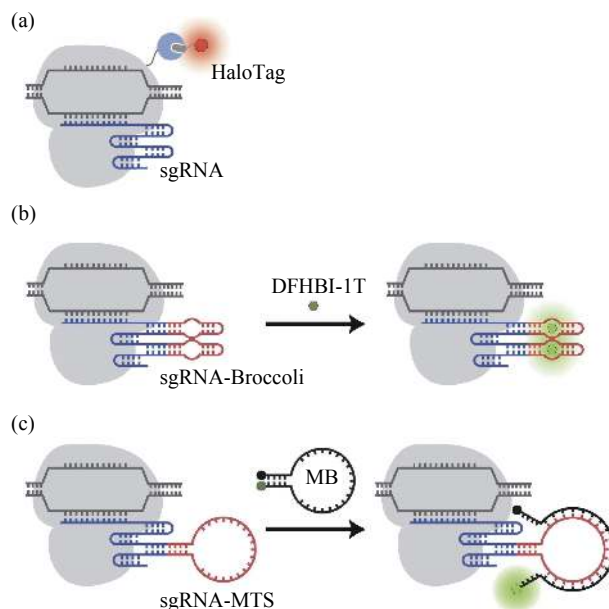 (a)
HaloTag
sgRNA
(b)
DFHBI-1T
sgRNA-Broccoli
(c)
MB
sgRNA-MTS